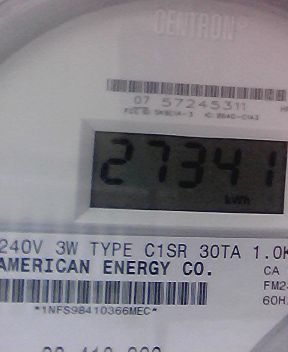 CENTRON
07 57245311
27341
kWh
240V 3W TYPE C1SR 30TA 1.0K
AMERICAN ENERGY CO.
CA
FM2
60H
*1NFS98410366MEC*